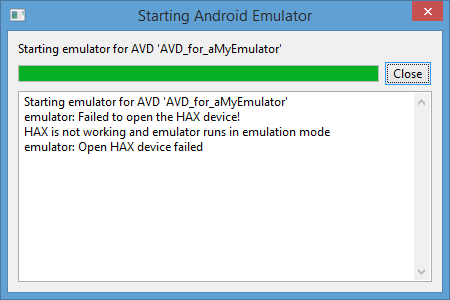 Starting Android Emulator
Starting emulator for AVD 'AVD_for_aMyEmulator'
Close
Starting emulator for AVD 'AVD_for_aMyEmulator'
emulator: Failed to open the HAX device!
HAX is not working and emulator runs in emulation mode
emulator: Open HAX device failed